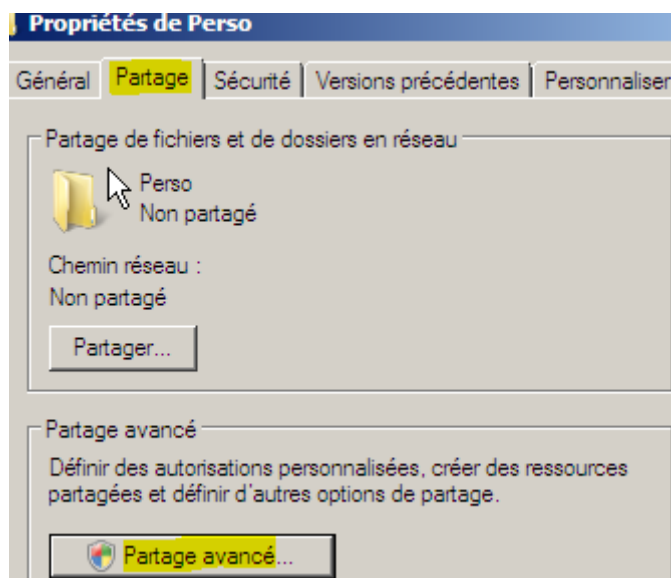 Propriétés de Perso
Général Partage Sécurité Versions précédentes Personnaliser
Partage de fichiers et de dossiers en réseau
Perso
Non partagé
Chemin réseau :
Non partagé
Partager...
Partage avancé
Définir des autorisations personnalisées, créer des ressources
partagées et définir d'autres options de partage.
Partage avancé...